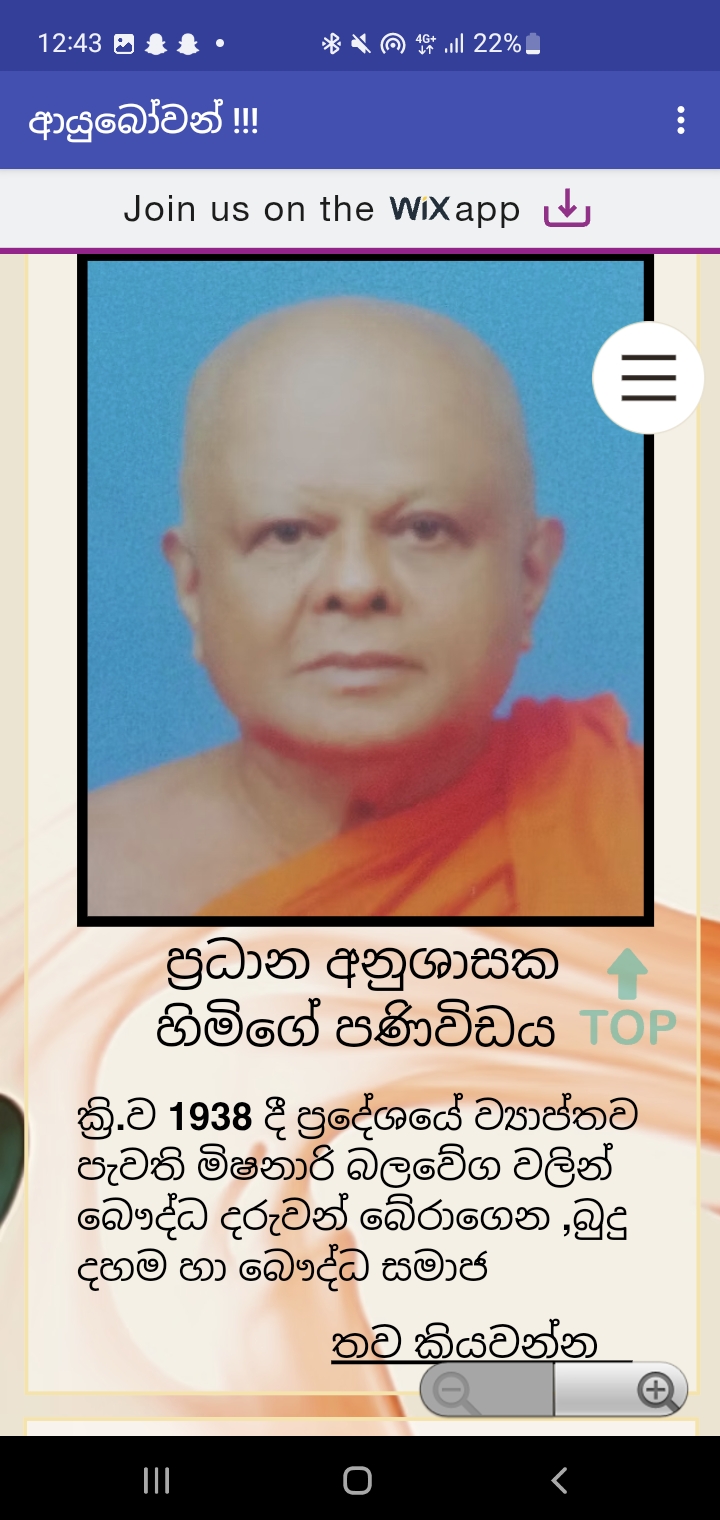 12:43 4G+ 22%
ආයුබෝවන් !!!
Join us on the WiX app
ප්‍රධාන අනුශාසක
හිමිගේ පණිවිඩය
TOP
ක්‍රි.ව 1938 දී ප්‍රදේශයේ ව්‍යාප්තව
පැවති මිෂනාරි බලවේග වලින්
බෞද්ධ දරුවන් බේරාගෙන ,බුදු
දහම හා බෞද්ධ සමාජ
තව කියවන්න